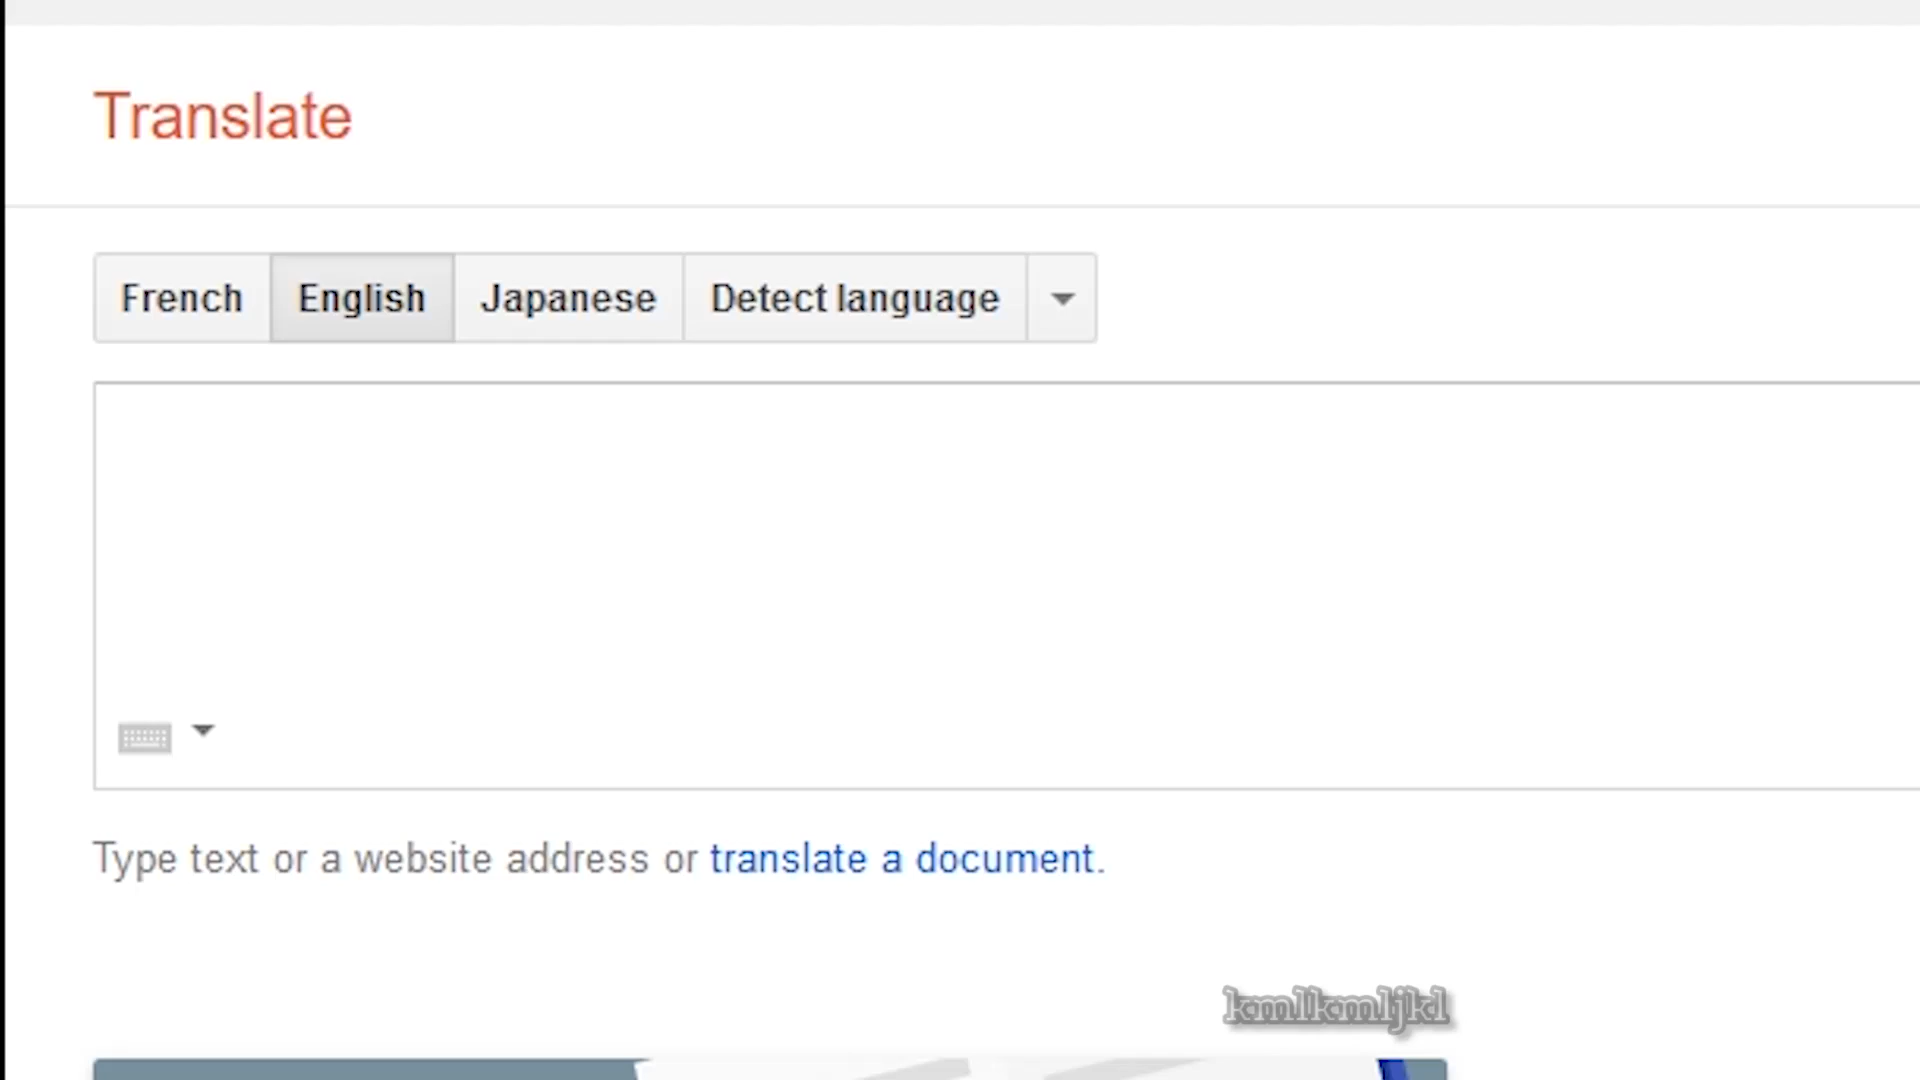 Translate
French English Japanese Detect language
Type text or a website address or translate a document.
kmlkmljkl